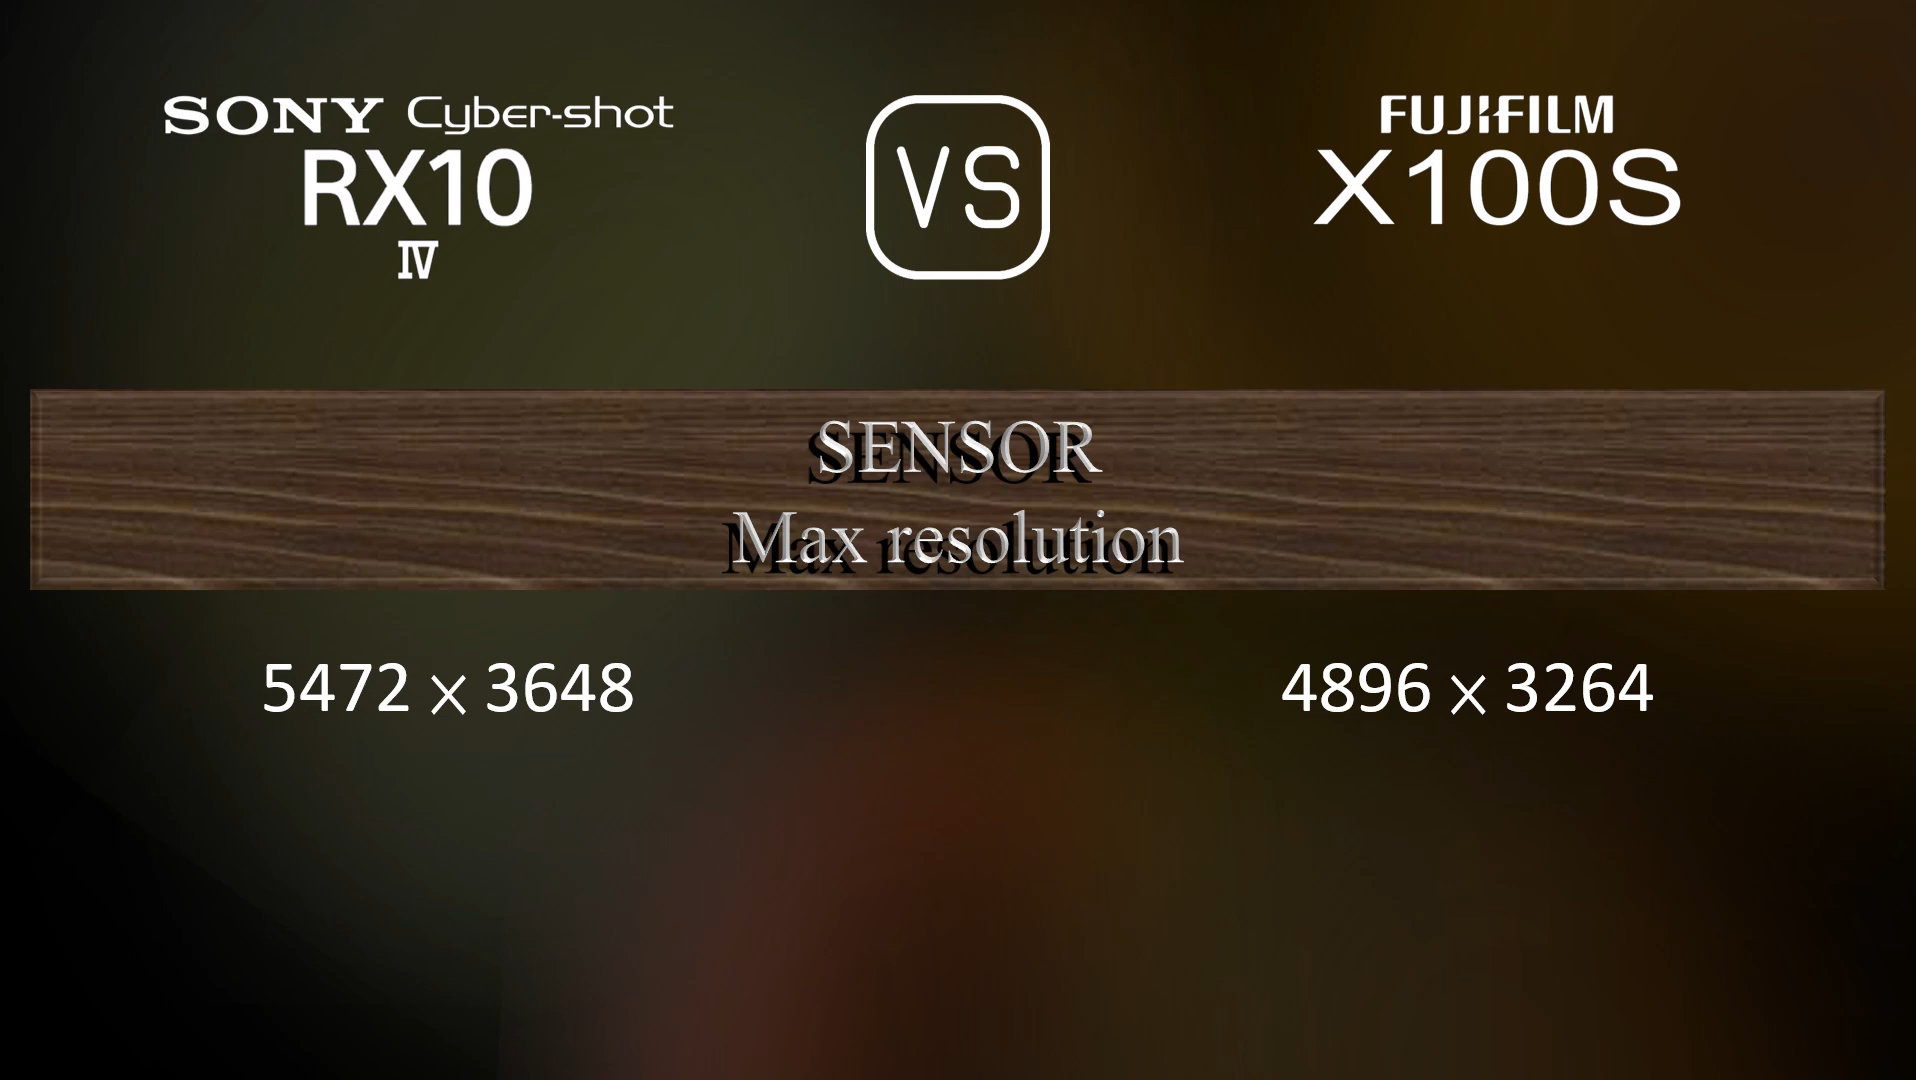 SONY Cyber-shot
RX10
IV
VS
FUJIFILM
X100S
SENSOR
Max resolution
5472 x 3648
4896 x 3264